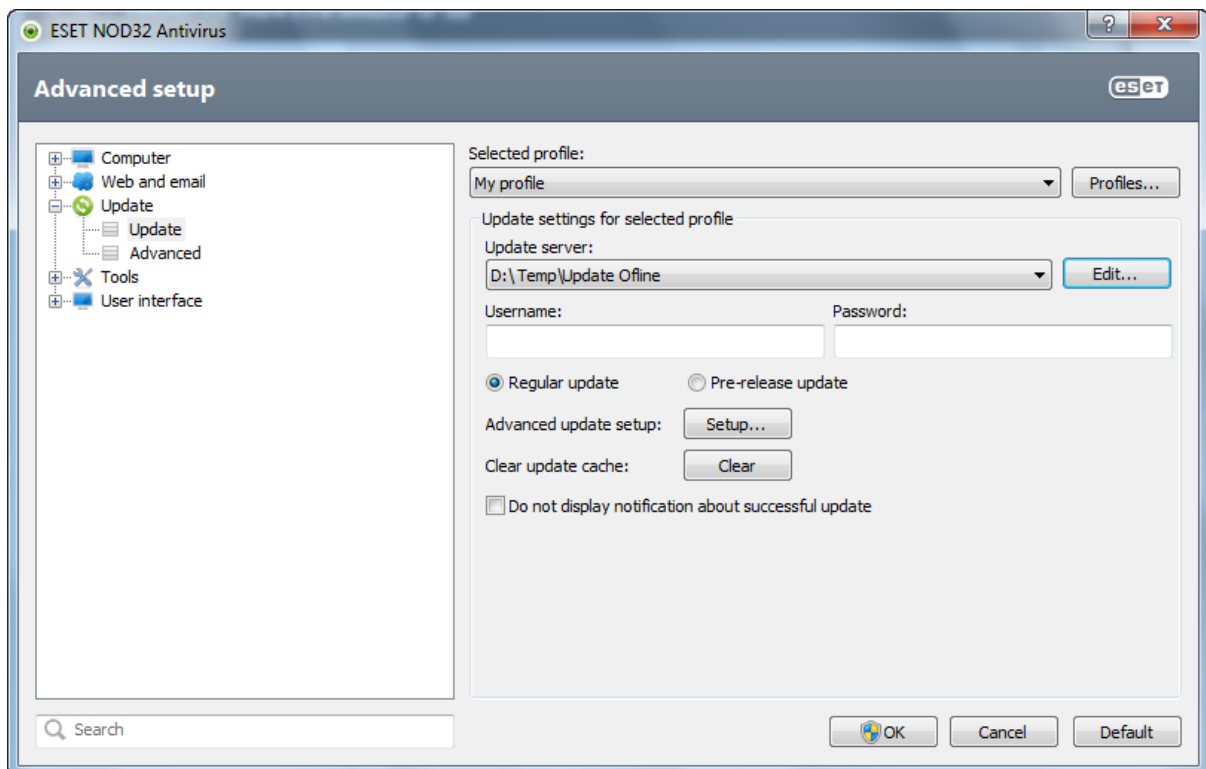 ESET NOD32 Antivirus
?
X
Advanced setup
eseT
Computer
Web and email
Update
Update
Advanced
Tools
User interface
Search
Selected profile:
My profile
Profiles...
Update settings for selected profile
Update server:
D:\Temp\Update Ofline
Edit...
Username:
Password:
Regular update
Pre-release update
Advanced update setup:
Setup...
Clear update cache:
Clear
Do not display notification about successful update
OK
Cancel
Default